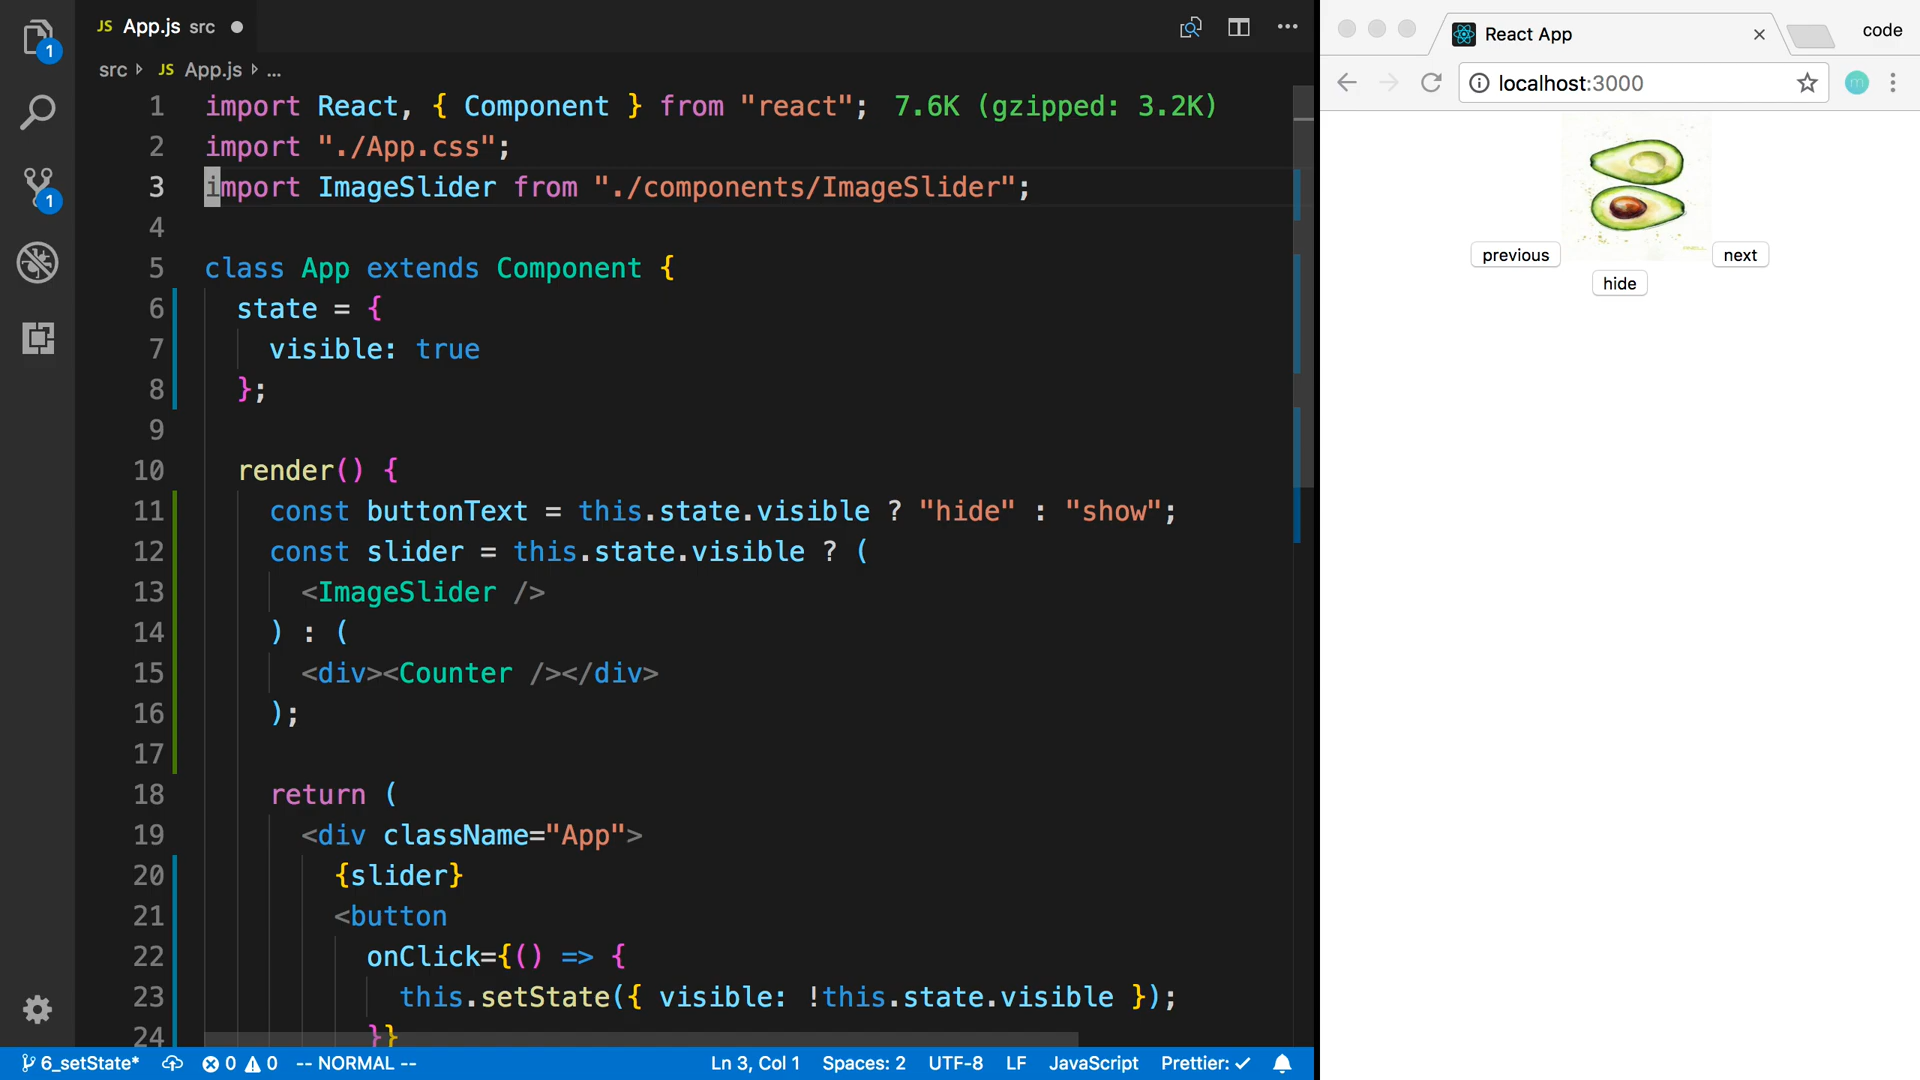 JS App.js src
src JS App.js ...
1 import React, { Component } from "react"; 7.6K (gzipped: 3.2K)
2 import "./App.css";
3 import ImageSlider from "./components/ImageSlider";
4
5 class App extends Component {
6 state = {
7 visible: true
8 };
9
10 render() {
11 const buttonText = this.state.visible ? "hide" : "show";
12 const slider = this.state.visible ? (
13 <ImageSlider />
14 ) : (
15 <div><Counter /></div>
16 );
17
18 return (
19 <div className="App">
20 {slider}
21 <button
22 onClick={() => {
23 this.setState({ visible: !this.state.visible });
24 }}
1
1
6_setState* 0 0 -- NORMAL -- Ln 3, Col 1 Spaces: 2 UTF-8 LF JavaScript Prettier: ✓
React App code
localhost:3000 m
previous next
hide